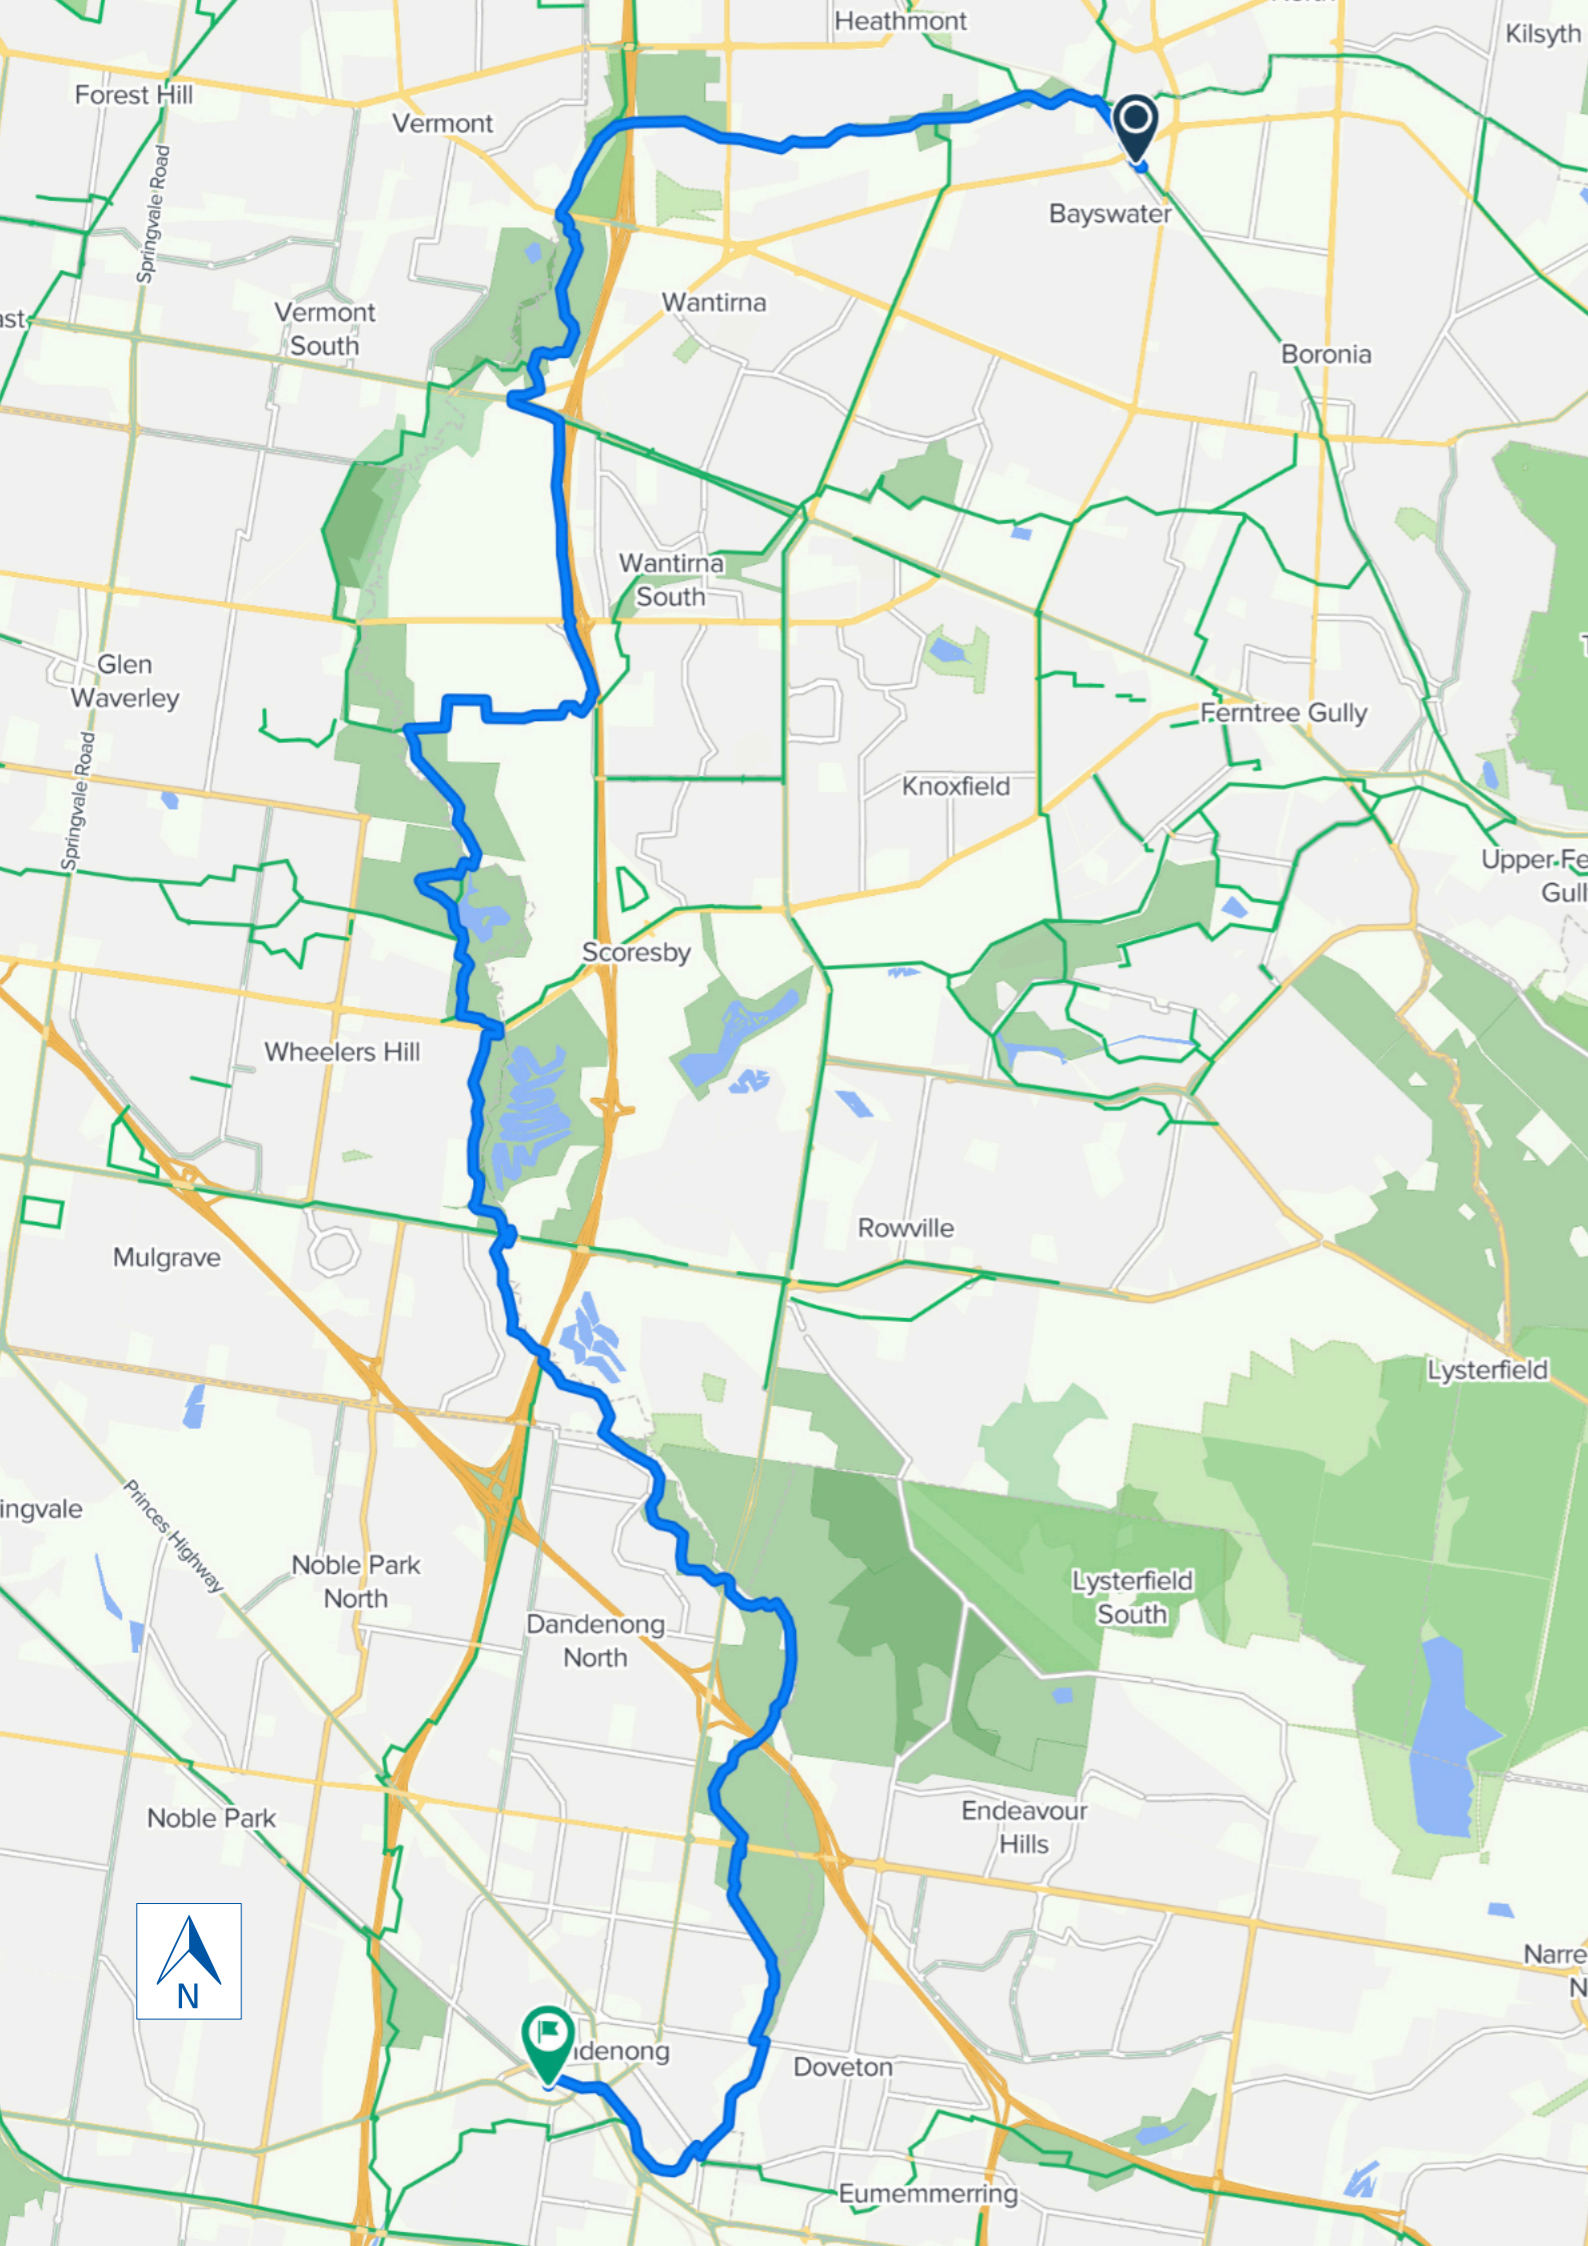 Heathmont
Kilsyth
Forest Hill
Vermont
Springvale Road
Bayswater
Vermont
South
Wantirna
Boronia
Wantirna
South
Glen
Waverley
Ferntree Gully
Springvale Road
Knoxfield
Upper Fe
Gull
Scoresby
Wheelers Hill
Rowville
Mulgrave
Lysterfield
Princes Highway
ingvale
Noble Park
North
Lysterfield
South
Dandenong
North
Noble Park
Endeavour
Hills
Narre
N
N
idenong
Doveton
Eumemmerring